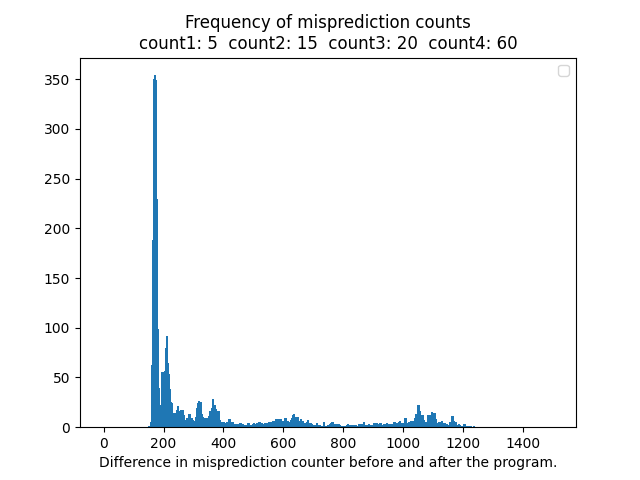 Frequency of misprediction counts
count1: 5  count2: 15  count3: 20  count4: 60
350
300
250
200
150
100
50
0
0 200 400 600 800 1000 1200 1400
Difference in misprediction counter before and after the program.